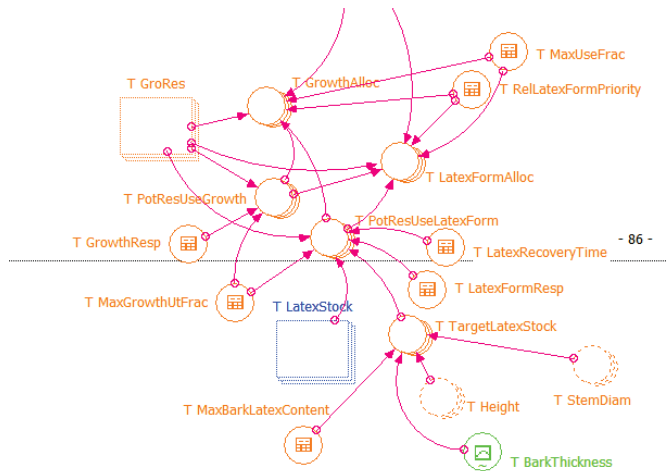 T MaxUseFrac
T GroRes
T GrowthAlloc
T RelLatexFormPriority
T LatexFormAlloc
T PotResUseGrowth
T PotResUseLatexForm
T GrowthResp
- 86 -
T LatexRecoveryTime
T LatexFormResp
T MaxGrowthUtFrac
T LatexStock
T TargetLatexStock
T StemDiam
T Height
T MaxBarkLatexContent
T BarkThickness